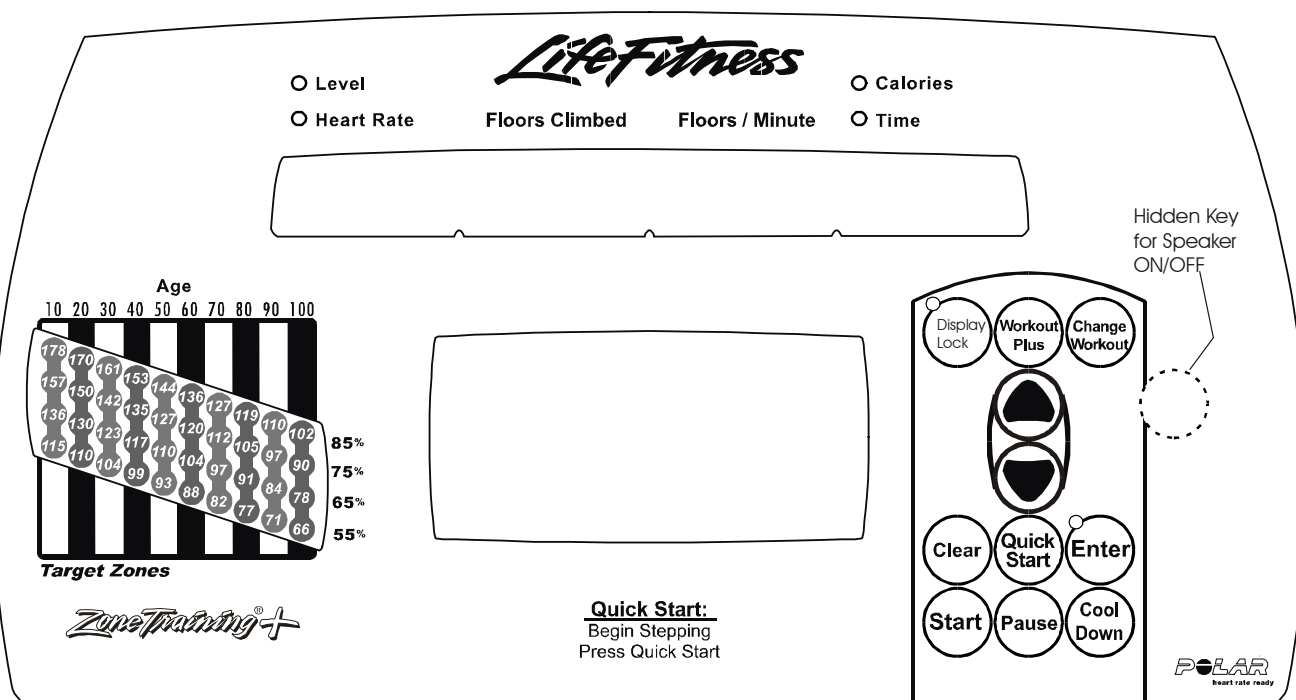 LifeFitness
Level
Calories
Heart Rate
Floors Climbed
Floors / Minute
Time
Hidden Key
for Speaker
ON/OFF
Age
10 20 30 40 50 60 70 80 90 100
178 170 161 153 144 136 127 119 110 102
85%
157 150 142 135 127 120 112 105 97 90
75%
136 130 123 117 110 104 97 91 84 78
65%
115 110 104 99 93 88 82 77 71 66
55%
Target Zones
ZoneTraining®+
Quick Start:
Begin Stepping
Press Quick Start
Display
Lock
Workout
Plus
Change
Workout
Clear
Quick
Start
Enter
Start
Pause
Cool
Down
POLAR
heart rate ready